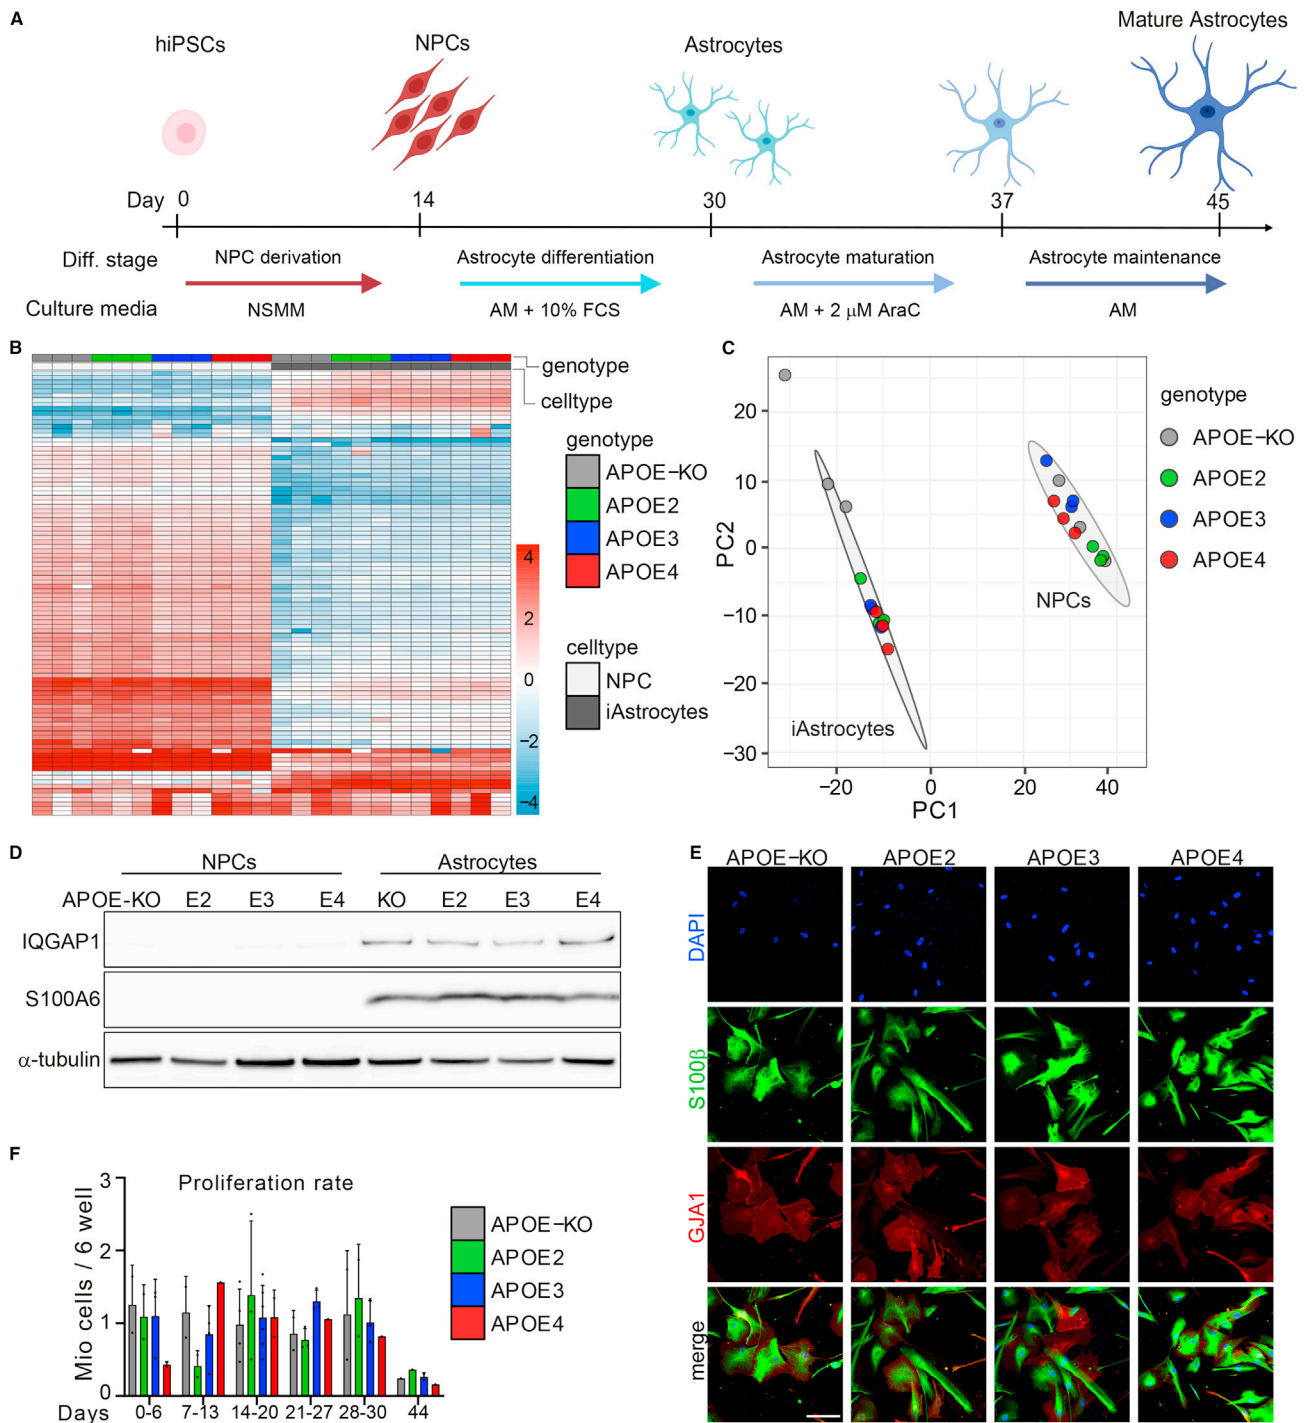 A
hiPSCs
NPCs
Astrocytes
Mature Astrocytes
Day 0 14 30 37 45
Diff. stage NPC derivation Astrocyte differentiation Astrocyte maturation Astrocyte maintenance
Culture media NSMM AM + 10% FCS AM + 2 μM AraC AM
B
genotype
celltype
genotype
APOE-KO
APOE2
APOE3
APOE4
4
2
0
-2
-4
celltype
NPC
iAstrocytes
C
PC2
20
10
0
-10
-20
-30
NPCs
iAstrocytes
-20 0 20 40
PC1
genotype
APOE-KO
APOE2
APOE3
APOE4
D
NPCs Astrocytes
APOE-KO E2 E3 E4 KO E2 E3 E4
IQGAP1
S100A6
α-tubulin
E
APOE-KO APOE2 APOE3 APOE4
DAPI
S100β
GJA1
merge
F
Proliferation rate
Mio cells / 6 well
3
2
1
0
Days 0-6 7-13 14-20 21-27 28-30 44
APOE-KO
APOE2
APOE3
APOE4